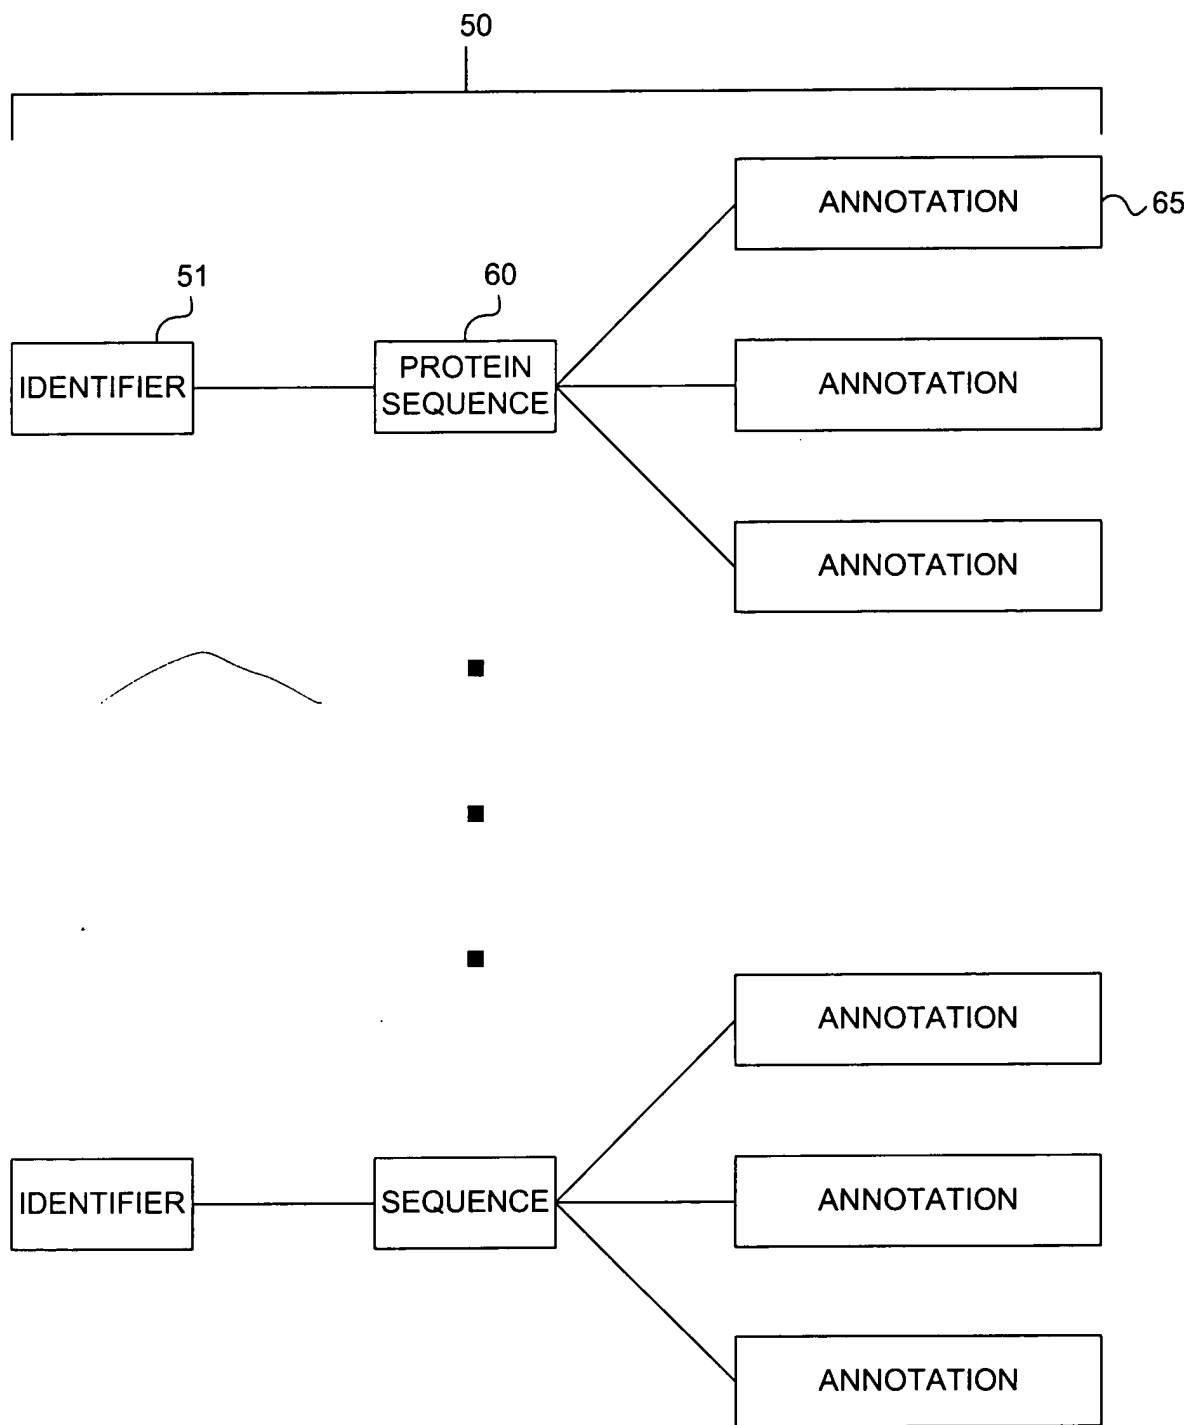 50
ANNOTATION
65
51
60
IDENTIFIER
PROTEIN
SEQUENCE
ANNOTATION
ANNOTATION
ANNOTATION
IDENTIFIER
SEQUENCE
ANNOTATION
ANNOTATION